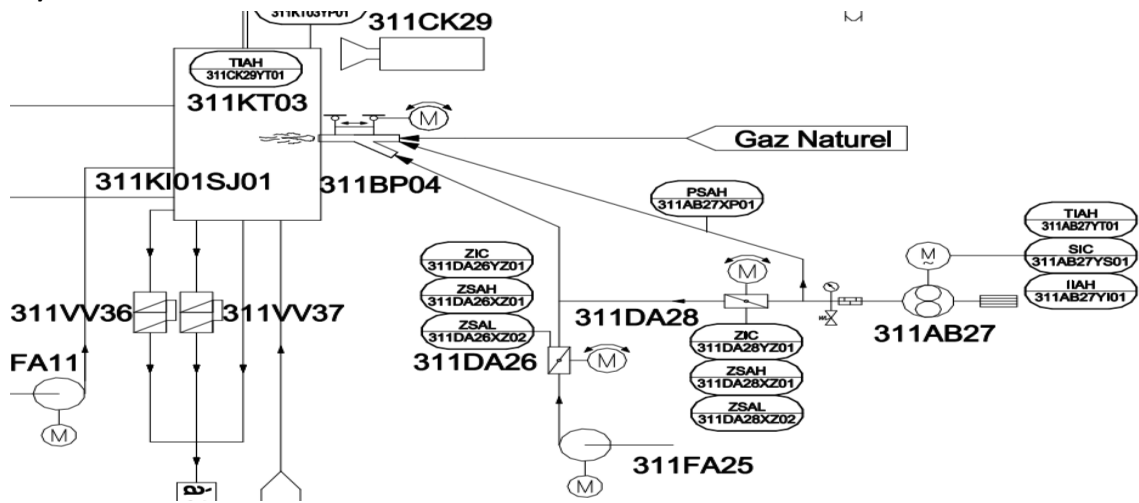 311KT03YP01
311CK29
TIAH
311CK29YT01
311KT03
M
Gaz Naturel
311KI01SJ01
311BP04
PSAH
311AB27XP01
TIAH
311AB27YT01
M
~
SIC
311AB27YS01
IIAH
311AB27YI01
ZIC
311DA26YZ01
ZSAH
311DA26XZ01
ZSAL
311DA26XZ02
M
311VV36
311VV37
311DA28
311AB27
ZIC
311DA28YZ01
ZSAH
311DA28XZ01
ZSAL
311DA28XZ02
311DA26
M
FA11
M
311FA25
M